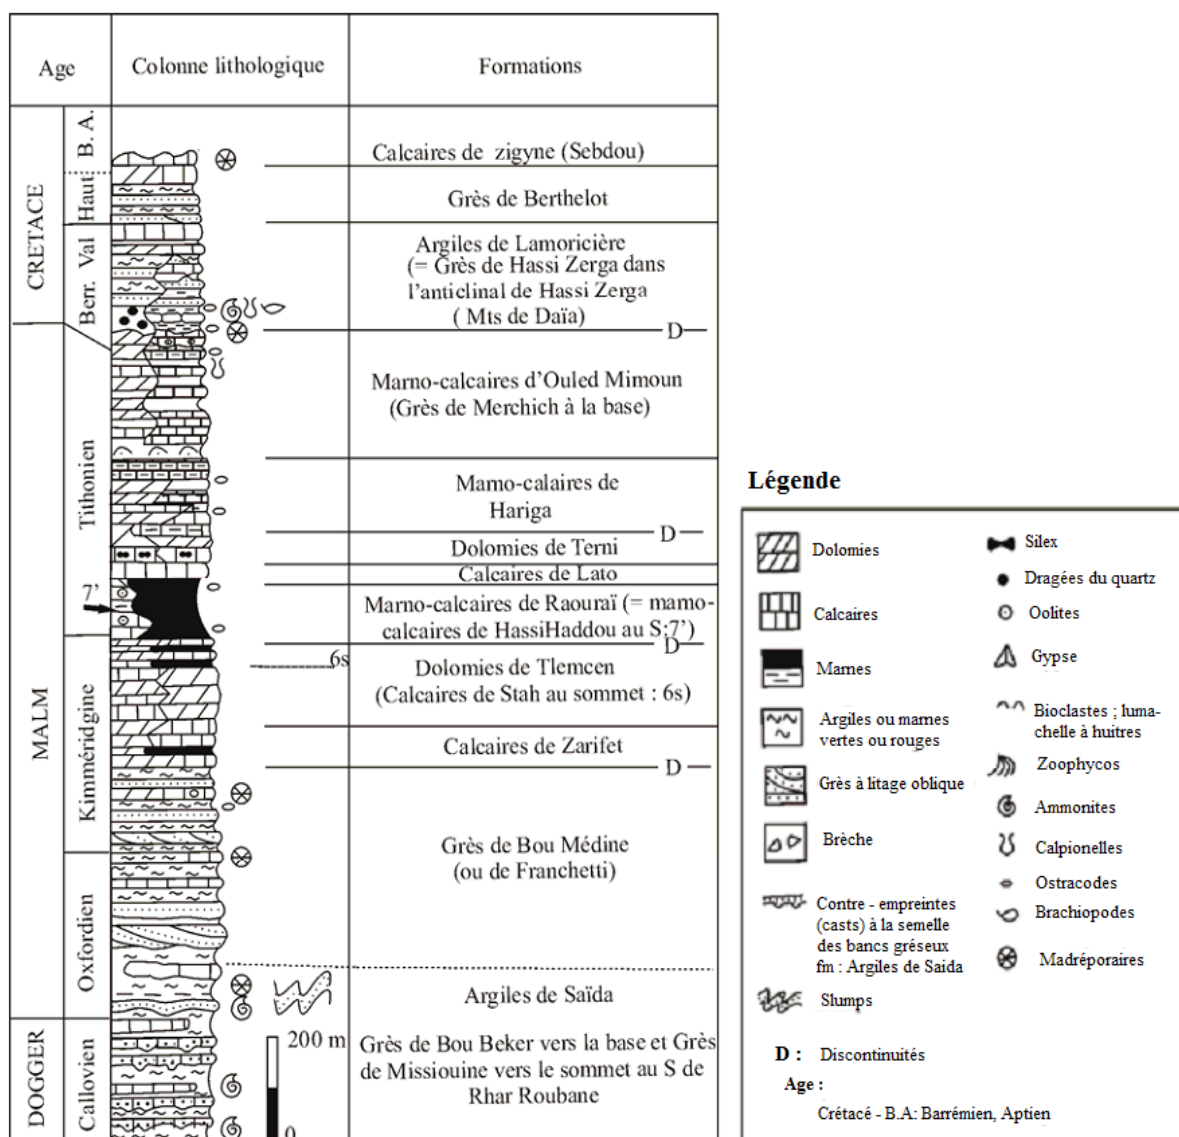 Age
Colonne lithologique
Formations
CRETACE
B. A.
Haut
Val
Berr.
MALM
Tithonien
7'
Kimméridgine
Oxfordien
DOGGER
Callovien
Calcaires de zigyne (Sebdou)
Grès de Berthelot
Argiles de Lamoricière
(= Grès de Hassi Zerga dans
l'anticlinal de Hassi Zerga
( Mts de Daïa)
D
Marno-calcaires d'Ouled Mimoun
(Grès de Merchich à la base)
Marno-calaires de
Hariga
D
Dolomies de Terni
Calcaires de Lato
Marno-calcaires de Raouraï (= mamo-
calcaires de HassiHaddou au S:7')
D
6s
Dolomies de Tlemcen
(Calcaires de Stah au sommet : 6s)
Calcaires de Zarifet
D
Grès de Bou Médine
(ou de Franchetti)
Argiles de Saïda
200 m
0
Grès de Bou Beker vers la base et Grès
de Missiouine vers le sommet au S de
Rhar Roubane
Légende
Dolomies
Calcaires
Mames
Argiles ou mames
vertes ou rouges
Grès à litage oblique
Brèche
Contre - empreintes
(casts) à la semelle
des bancs gréseux
fm : Argiles de Saida
Slumps
Silex
Dragées du quartz
Oolites
Gypse
Bioclastes ; luma-
chelle à huitres
Zoophycos
Ammonites
Calpionelles
Ostracodes
Brachiopodes
Madréporaires
D : Discontinuités
Age :
Crétacé - B.A: Barrémien, Aptien